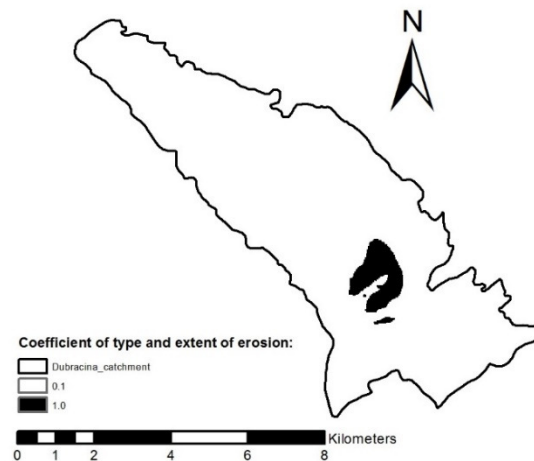 N
Coefficient of type and extent of erosion:
Dubracina_catchment
0.1
1.0
Kilometers
0 1 2 4 6 8